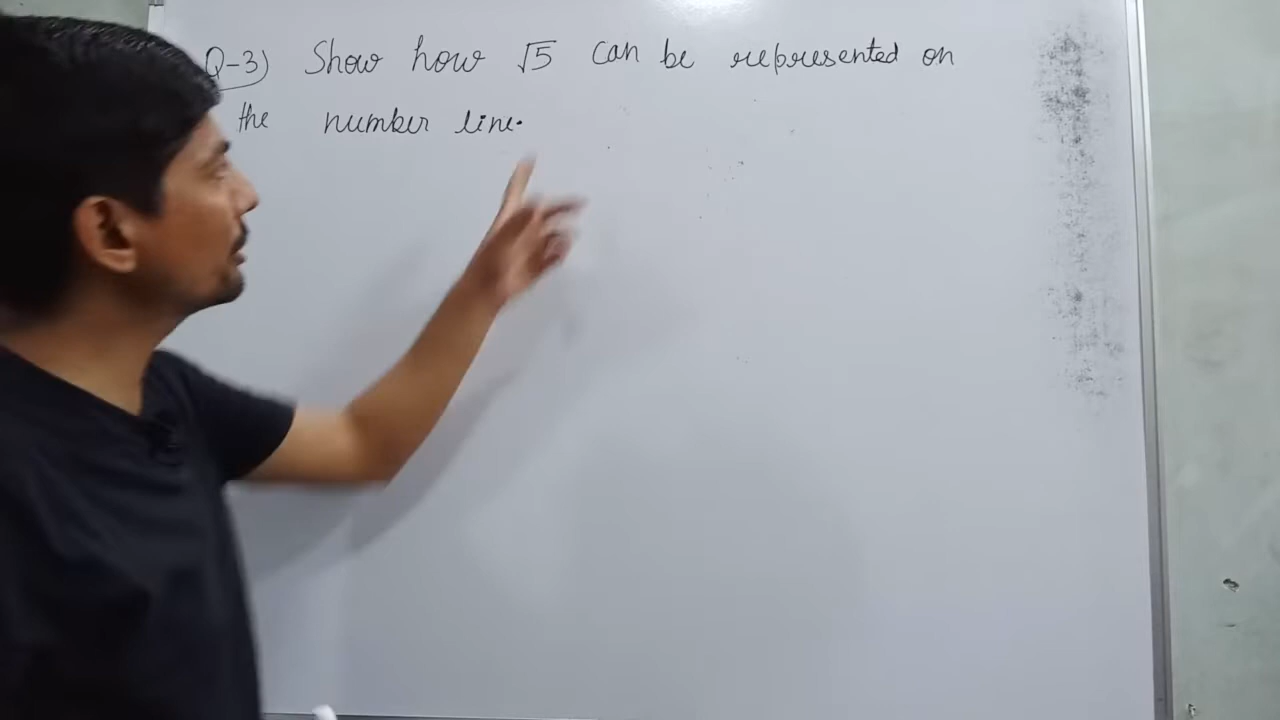 Q-3) Show how √5 can be represented on
the number line.